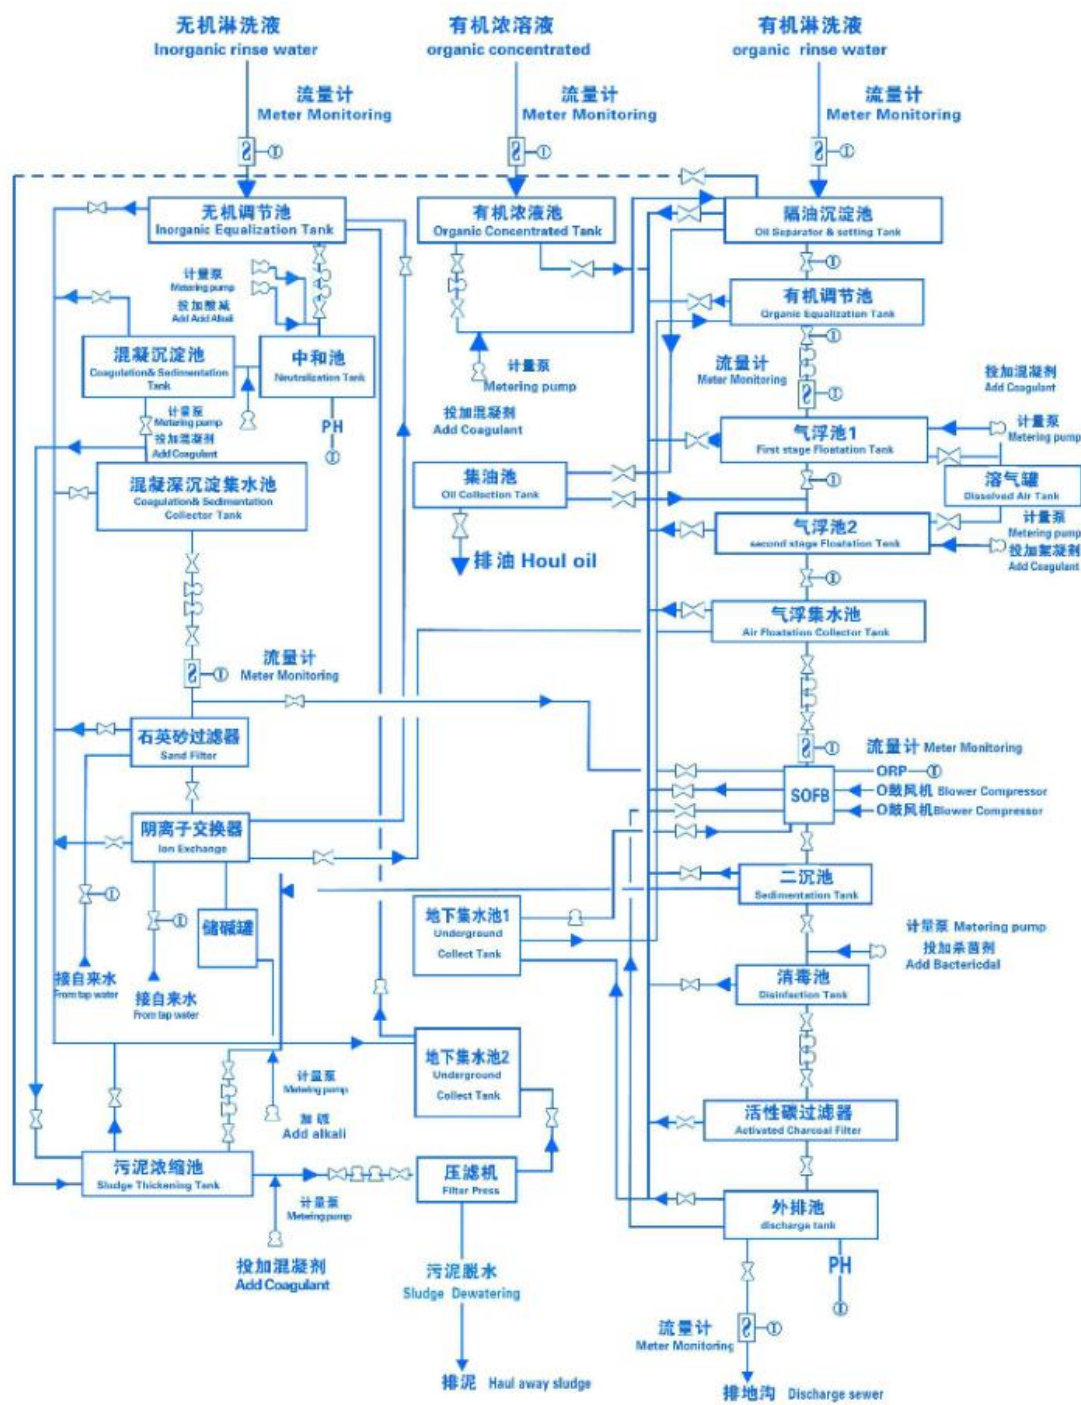 无机淋洗液
Inorganic rinse water
有机浓溶液
organic concentrated
有机淋洗液
organic rinse water
流量计
Meter Monitoring
流量计
Meter Monitoring
流量计
Meter Monitoring
无机调节池
Inorganic Equalization Tank
有机浓液池
Organic Concentrated Tank
隔油沉淀池
Oil Separator & setting Tank
计量泵
Metering pump
投加酸减
Add Acid Alkali
有机调节池
Organic Equalization Tank
混凝沉淀池
Coagulation& Sedimentation
Tank
中和池
Neutralization Tank
计量泵
Metering pump
流量计
Meter Monitoring
投加混凝剂
Add Coagulant
计量泵
Metering pump
投加混凝剂
Add Coagulant
PH
投加混凝剂
Add Coagulant
气浮池1
First stage Floatation Tank
计量泵
Metering pump
混凝深沉淀集水池
Coagulation& Sedimentation
Collector Tank
集油池
Oil Collection Tank
溶气罐
Dissolved Air Tank
气浮池2
second stage Floatation Tank
计量泵
Metering pump
投加絮凝剂
Add Coagulant
排油 Houl oil
气浮集水池
Air Floatation Collector Tank
流量计
Meter Monitoring
石英砂过滤器
Sand Filter
流量计 Meter Monitoring
ORP
SOFB
O鼓风机 Blower Compressor
O鼓风机Blower Compressor
阴离子交换器
Ion Exchange
二沉池
Sedimentation Tank
储碱罐
地下集水池1
Underground
Collect Tank
计量泵 Metering pump
投加杀菌剂
Add Bactericdal
接自来水
From tap water
接自来水
From tap water
消毒池
Disinfection Tank
地下集水池2
Underground
Collect Tank
计量泵
Metering pump
加碱
Add alkali
活性碳过滤器
Activated Charcoal Filter
污泥浓缩池
Sludge Thickening Tank
压滤机
Filter Press
计量泵
Metering pump
外排池
discharge tank
投加混凝剂
Add Coagulant
污泥脱水
Sludge Dewatering
PH
流量计
Meter Monitoring
排泥 Haul away sludge
排地沟 Discharge sewer